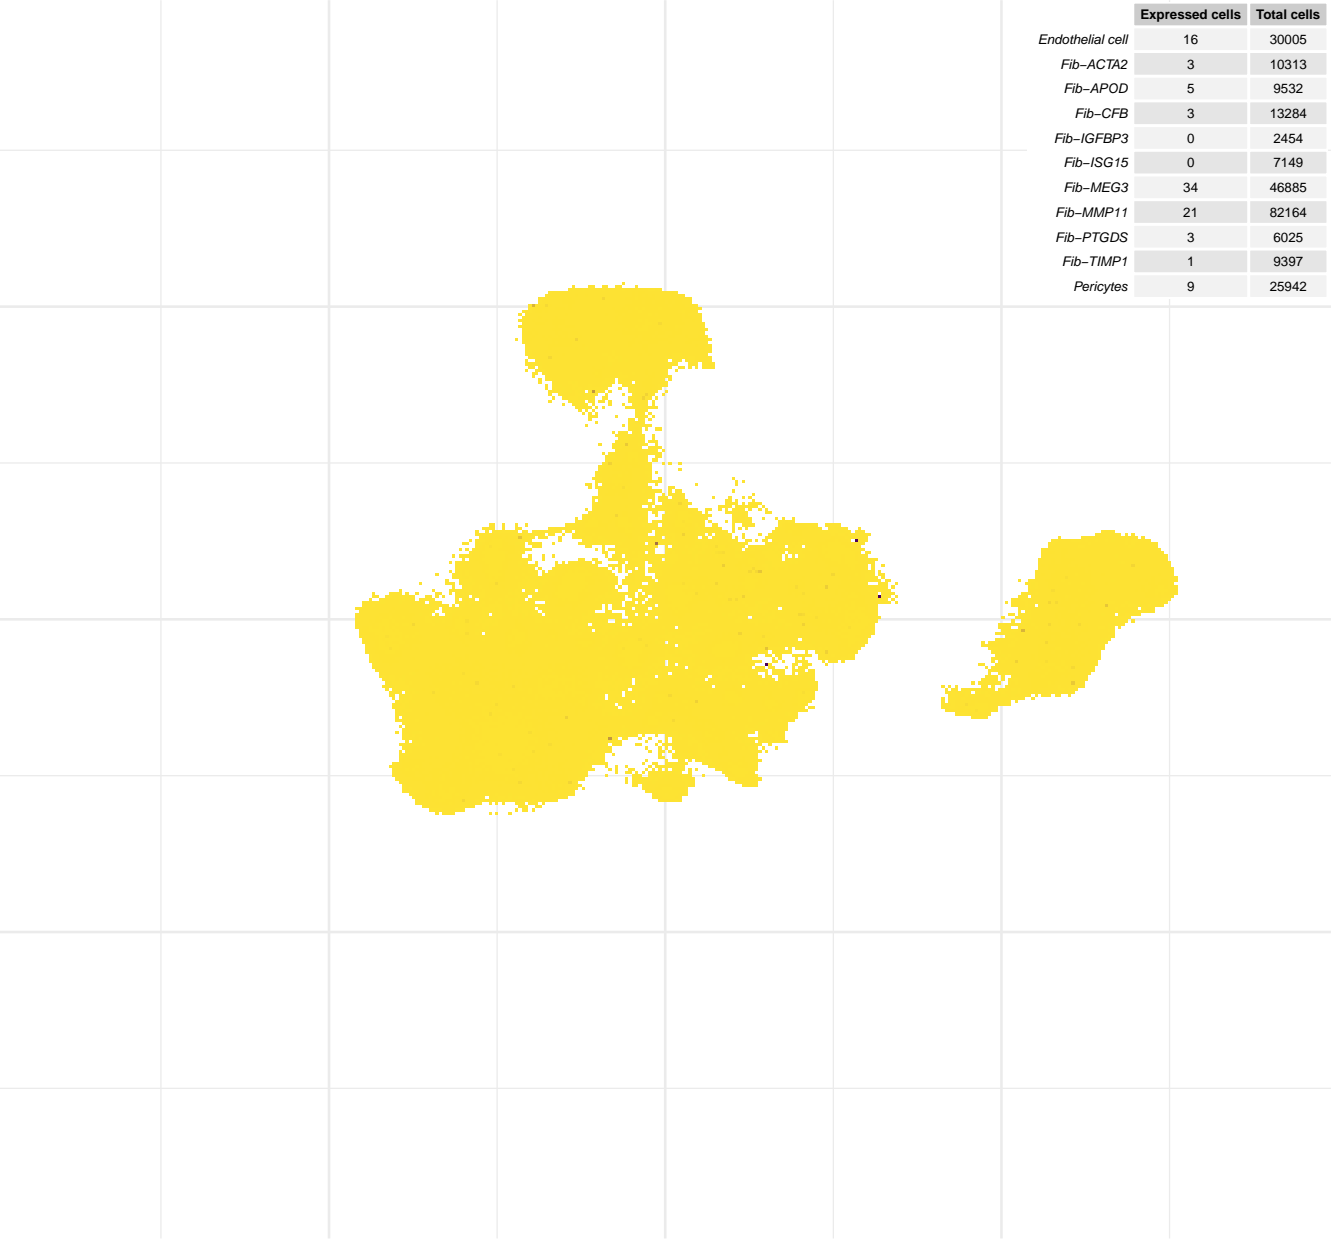 Expressed cells Total cells
Endothelial cell 16 30005
Fib−ACTA2 3 10313
Fib−APOD 5 9532
Fib−CFB 3 13284
Fib−IGFBP3 0 2454
Fib−ISG15 0 7149
Fib−MEG3 34 46885
Fib−MMP11 21 82164
Fib−PTGDS 3 6025
Fib−TIMP1 1 9397
Pericytes 9 25942